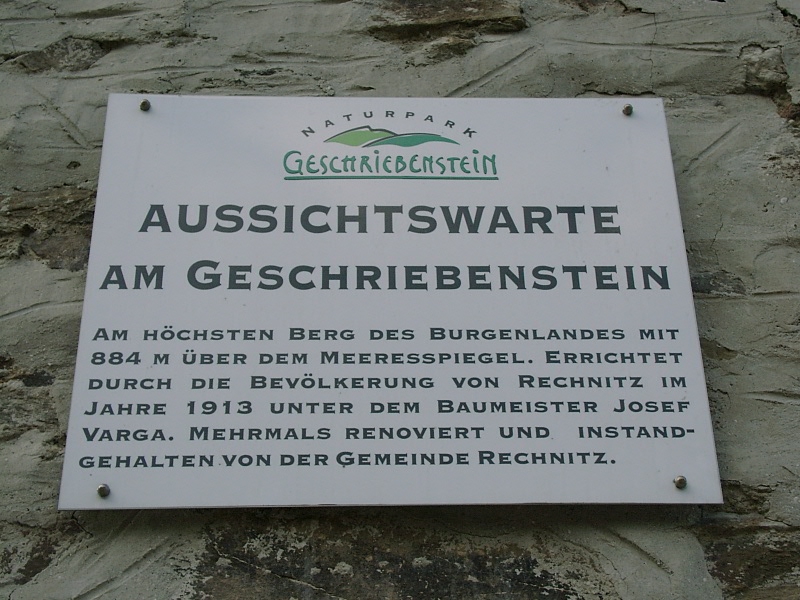 NATURPARK
GESCHRIEBENSTEIN
AUSSICHTSWARTE
AM GESCHRIEBENSTEIN
AM HÖCHSTEN BERG DES BURGENLANDES MIT
884 M ÜBER DEM MEERESSPIEGEL. ERRICHTET
DURCH DIE BEVÖLKERUNG VON RECHNITZ IM
JAHRE 1913 UNTER DEM BAUMEISTER JOSEF
VARGA. MEHRMALS RENOVIERT UND INSTAND-
GEHALTEN VON DER GEMEINDE RECHNITZ.